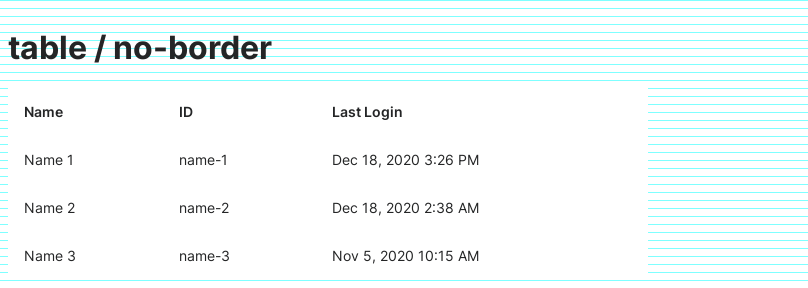 table / no-border
Name ID Last Login
Name 1 name-1 Dec 18, 2020 3:26 PM
Name 2 name-2 Dec 18, 2020 2:38 AM
Name 3 name-3 Nov 5, 2020 10:15 AM